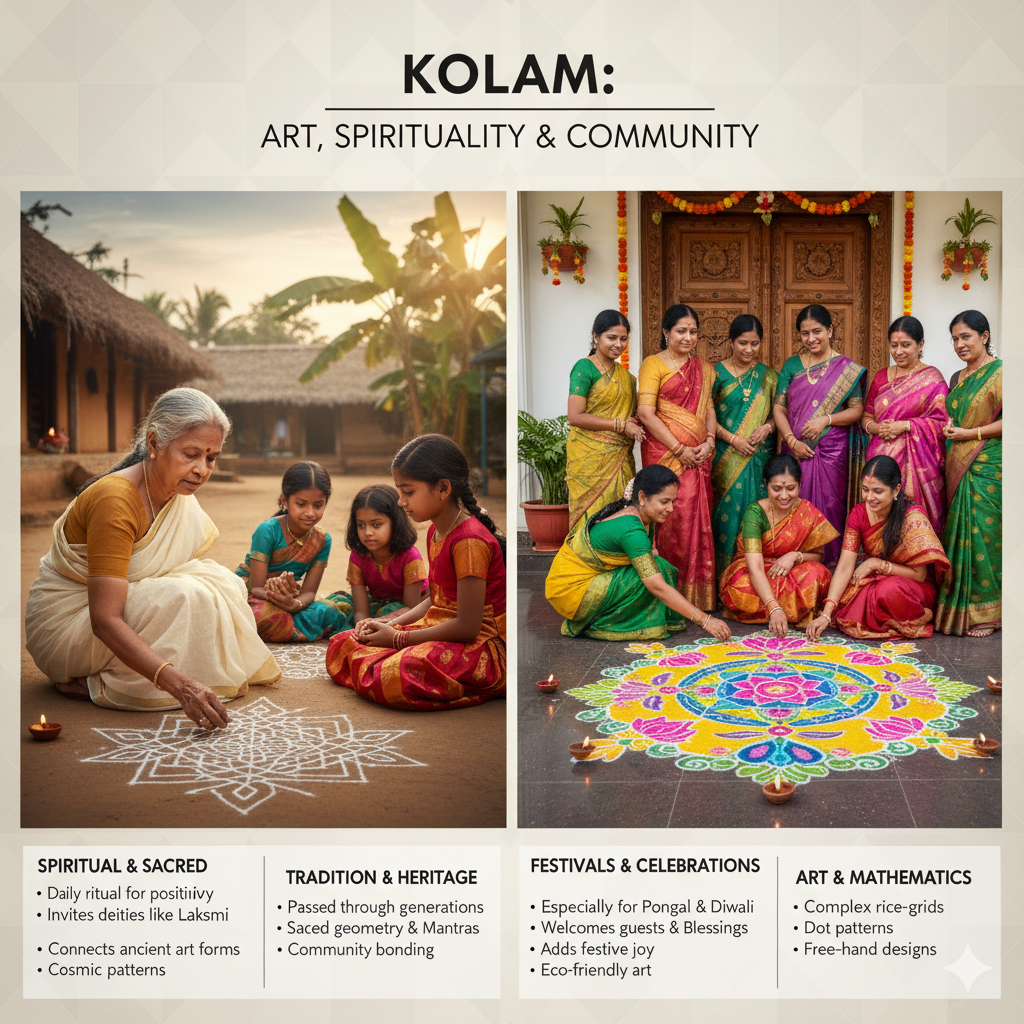 KOLAM:
ART, SPIRITUALITY & COMMUNITY
SPIRITUAL & SACRED
• Daily ritual for positiivy
• Invites deities like Laksmi
• Connects ancient art forms
• Cosmic patterns
TRADITION & HERITAGE
• Passed through generations
• Saced geometry & Mantras
• Community bonding
FESTIVALS & CELEBRATIONS
• Especially for Pongal & Diwali
• Welcomes guests & Blessings
• Adds festive joy
• Eco-friendly art
ART & MATHEMATICS
• Complex rice-grids
• Dot patterns
• Free-hand designs